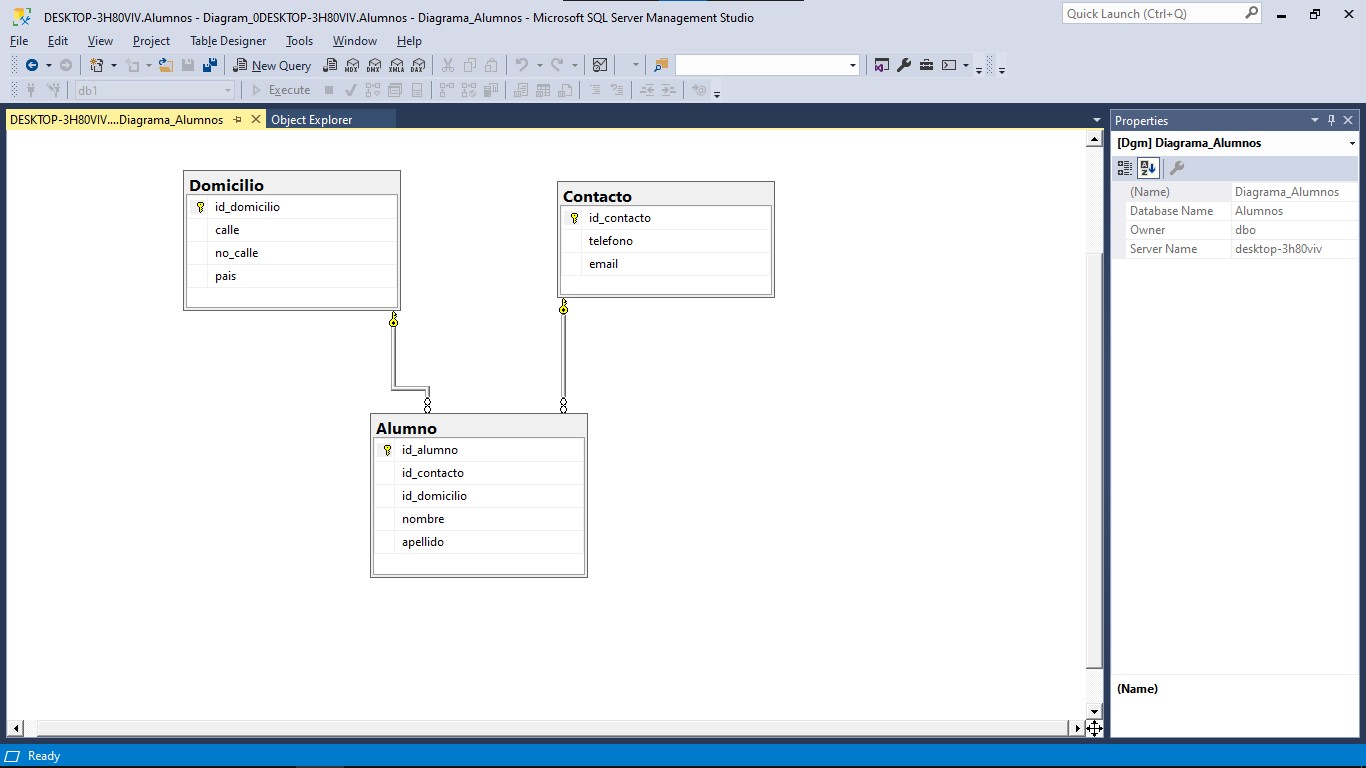 DESKTOP-3H80VIV.Alumnos - Diagram_0DESKTOP-3H80VIV.Alumnos - Diagrama_Alumnos - Microsoft SQL Server Management Studio
Quick Launch (Ctrl+Q)
File Edit View Project Table Designer Tools Window Help
New Query MDX DMX XMLA DAX
db1 Execute
DESKTOP-3H80VIV....Diagrama_Alumnos Object Explorer
Domicilio
id_domicilio
calle
no_calle
pais
Contacto
id_contacto
telefono
email
Alumno
id_alumno
id_contacto
id_domicilio
nombre
apellido
Properties
[Dgm] Diagrama_Alumnos
(Name) Diagrama_Alumnos
Database Name Alumnos
Owner dbo
Server Name desktop-3h80viv
(Name)
Ready